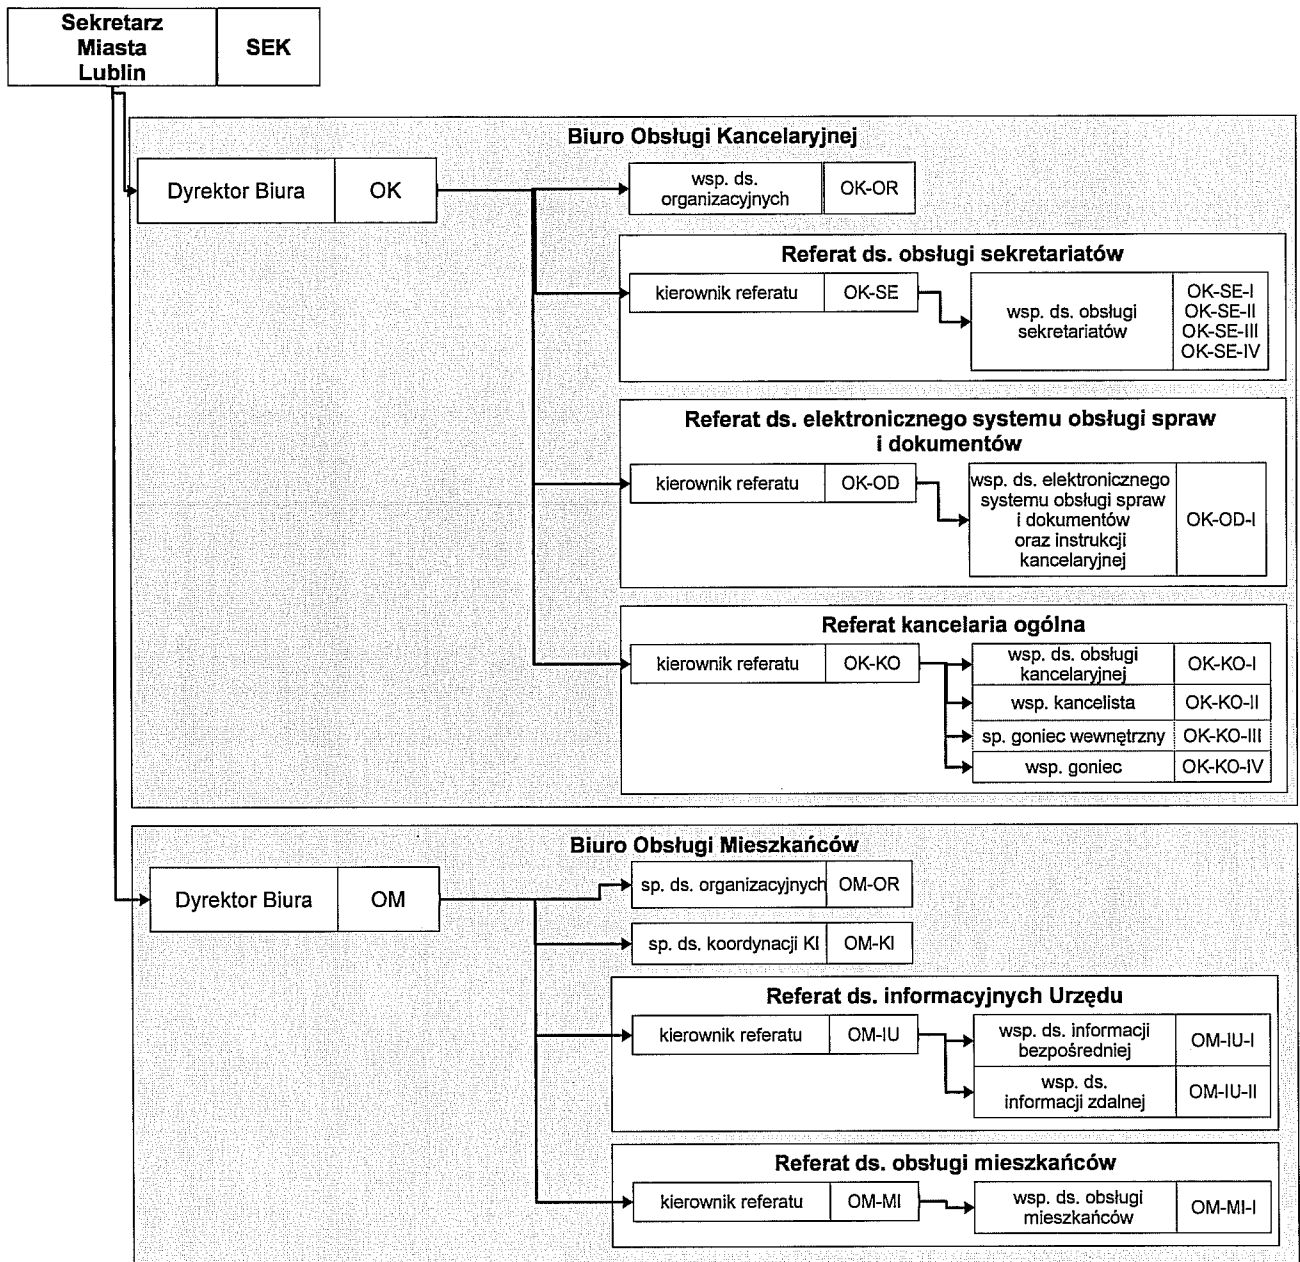 Sekretarz
Miasta
Lublin
SEK
Biuro Obsługi Kancelaryjnej
Dyrektor Biura
OK
wsp. ds.
organizacyjnych
OK-OR
Referat ds. obsługi sekretariatów
kierownik referatu
OK-SE
wsp. ds. obsługi
sekretariatów
OK-SE-I
OK-SE-II
OK-SE-III
OK-SE-IV
Referat ds. elektronicznego systemu obsługi spraw
i dokumentów
kierownik referatu
OK-OD
wsp. ds. elektronicznego
systemu obsługi spraw
i dokumentów
oraz instrukcji
kancelaryjnej
OK-OD-I
Referat kancelaria ogólna
kierownik referatu
OK-KO
wsp. ds. obsługi
kancelaryjnej
OK-KO-I
wsp. kancelista
OK-KO-II
sp. goniec wewnętrzny
OK-KO-III
wsp. goniec
OK-KO-IV
Biuro Obsługi Mieszkańców
Dyrektor Biura
OM
sp. ds. organizacyjnych
OM-OR
sp. ds. koordynacji KI
OM-KI
Referat ds. informacyjnych Urzędu
kierownik referatu
OM-IU
wsp. ds. informacji
bezpośredniej
OM-IU-I
wsp. ds.
informacji zdalnej
OM-IU-II
Referat ds. obsługi mieszkańców
kierownik referatu
OM-MI
wsp. ds. obsługi
mieszkańców
OM-MI-I